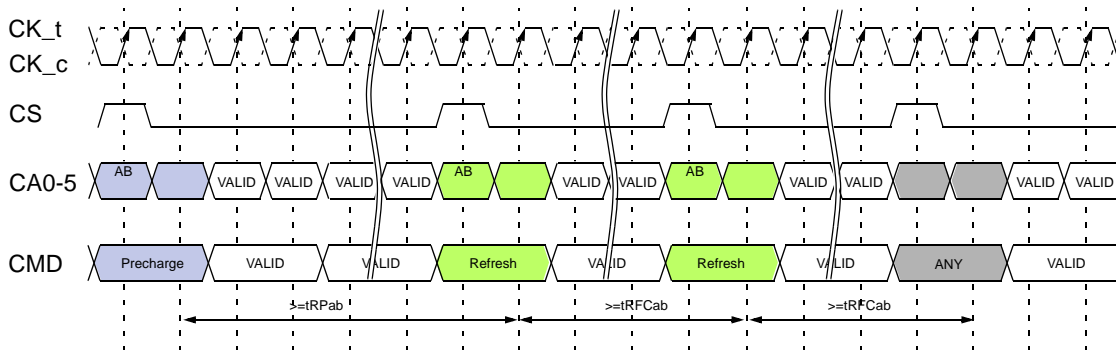 CK_t
CK_c
CS
CA0-5 AB VALID VALID VALID VALID AB VALID VALID AB VALID VALID VALID VALID
CMD Precharge VALID VALID Refresh VALID Refresh VALID ANY VALID
>=tRPab >=tRFCab >=tRFCab